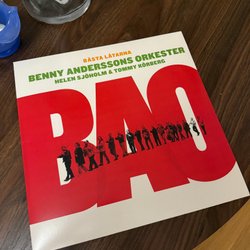 BÄSTA LÅTARNA
BENNY ANDERSSONS ORKESTER
HELEN SJÖHOLM & TOMMY KÖRBERG
BAO